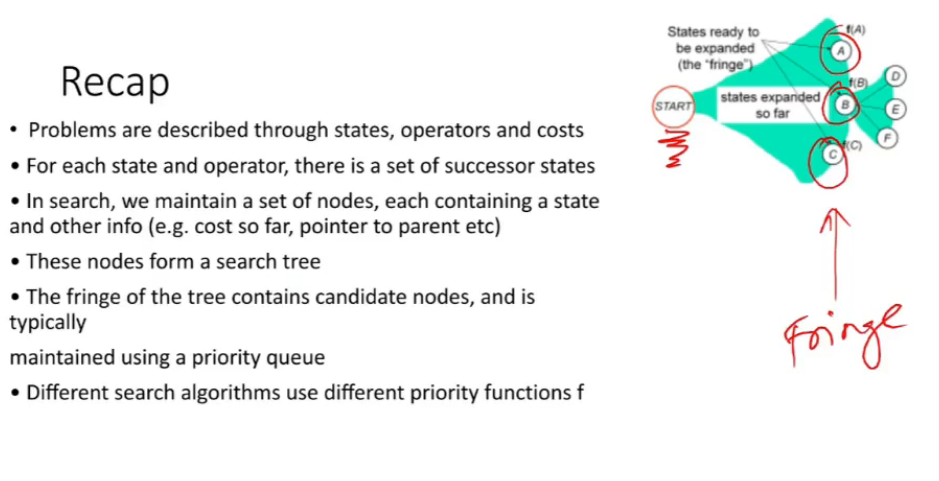 Recap
• Problems are described through states, operators and costs
• For each state and operator, there is a set of successor states
• In search, we maintain a set of nodes, each containing a state
and other info (e.g. cost so far, pointer to parent etc)
• These nodes form a search tree
• The fringe of the tree contains candidate nodes, and is
typically
maintained using a priority queue
• Different search algorithms use different priority functions f
States ready to
be expanded
(the "fringe")
START
states expanded
so far
f(A)
A
f(B)
B
f(C)
C
D
E
F
Fringe